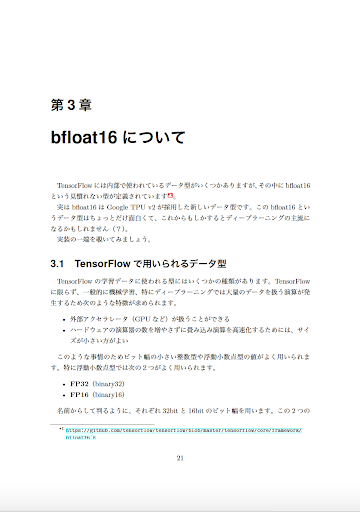 第 3 章
bfloat16 について
TensorFlow には内部で使われているデータ型がいくつかありますが、その中に bfloat16
という見慣れない型が定義されています*1。
実は bfloat16 は Google TPU v2 が採用した新しいデータ型です。この bfloat16 とい
うデータ型はちょっとだけ面白くて、これからもしかするとディープラーニングの主流に
なるかもしれません（？）。
実装の一端を覗いてみましょう。
3.1 TensorFlow で用いられるデータ型
TensorFlow の学習データに使われる型にはいくつかの種類があります。TensorFlow
に限らず、一般的に機械学習、特にディープラーニングでは大量のデータを扱う演算が発
生するため次のような特徴が求められます。
• 外部アクセラレータ（GPU など）が扱うことができる
• ハードウェアの演算器の数を増やさずに畳み込み演算を高速化するためには、サイ
ズが小さい方がよい
このような事情のためビット幅の小さい整数型や浮動小数点型の値がよく用いられま
す。特に浮動小数点型では次の２つがよく用いられます。
• FP32（binary32）
• FP16（binary16）
名前からして判るように、それぞれ 32bit と 16bit のビット幅を用います。この２つの
*1 https://github.com/tensorflow/tensorflow/blob/master/tensorflow/core/framework/
bfloat16.h
21